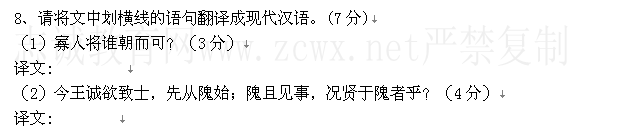 8、请将文中划横线的语句翻译成现代汉语。(7 分)↓
（1）寡人将谁朝而可？（3分）↓
译文:　　　　　↓
（2）今王诚欲致士，先从隗始；隗且见事，况贤于隗者乎？（4 分）↓
译文:　　　　　↓